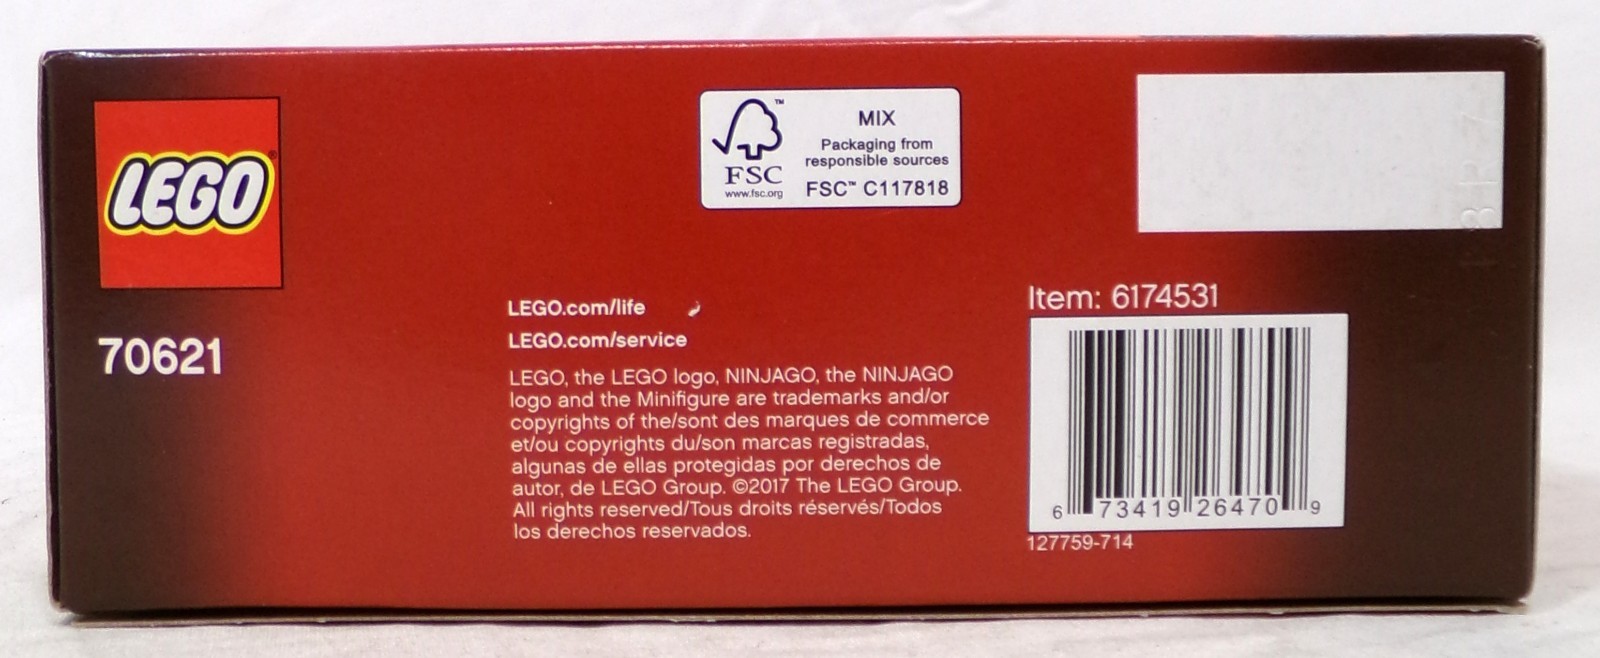 LEGO®
70621
FSC™
www.fsc.org
MIX
Packaging from
responsible sources
FSC™ C117818
LEGO.com/life
LEGO.com/service
LEGO, the LEGO logo, NINJAGO, the NINJAGO
logo and the Minifigure are trademarks and/or
copyrights of the/sont des marques de commerce
et/ou copyrights du/son marcas registradas,
algunas de ellas protegidas por derechos de
autor, de LEGO Group. ©2017 The LEGO Group.
All rights reserved/Tous droits réservés/Todos
los derechos reservados.
Item: 6174531
6 73419 26470 9
127759-714